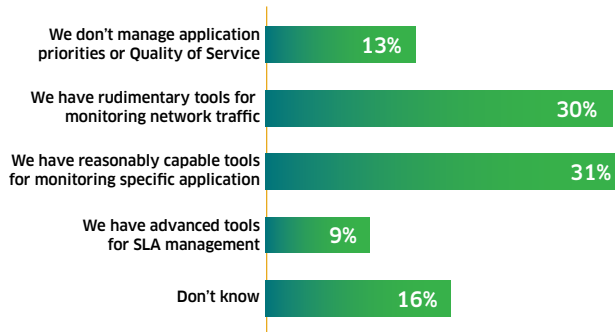 We don't manage application
priorities or Quality of Service
13%
We have rudimentary tools for
monitoring network traffic
30%
We have reasonably capable tools
for monitoring specific application
31%
We have advanced tools
for SLA management
9%
Don't know
16%